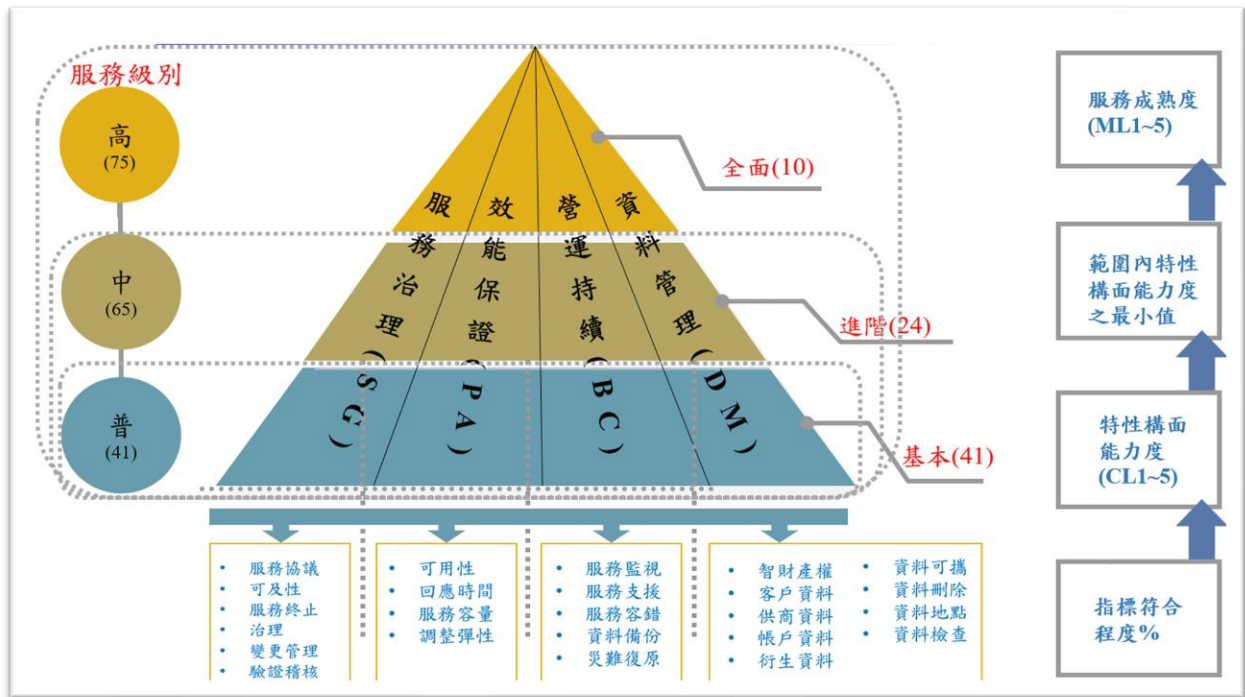 服務級別
高
(75)
中
(65)
普
(41)
服務治理(SG)
效能保證(PA)
營運持續(BC)
資料管理(DM)
全面(10)
進階(24)
基本(41)
• 服務協議
• 可及性
• 服務終止
• 治理
• 變更管理
• 驗證稽核
• 可用性
• 回應時間
• 服務容量
• 調整彈性
• 服務監視
• 服務支援
• 服務容錯
• 資料備份
• 災難復原
• 智財產權
• 客戶資料
• 供商資料
• 帳戶資料
• 衍生資料
• 資料可攜
• 資料刪除
• 資料地點
• 資料檢查
服務成熟度
(ML1~5)
範圍內特性
構面能力度
之最小值
特性構面
能力度
(CL1~5)
指標符合
程度%